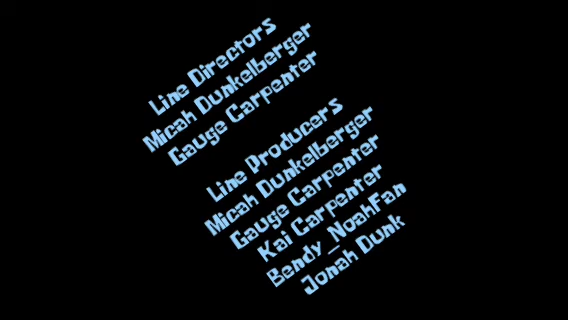 Line Directors
Micah Dunkelberger
Gauge Carpenter
Line Producers
Micah Dunkelberger
Gauge Carpenter
Kai Carpenter
Bendy_NoahFan
Jonah Dunk